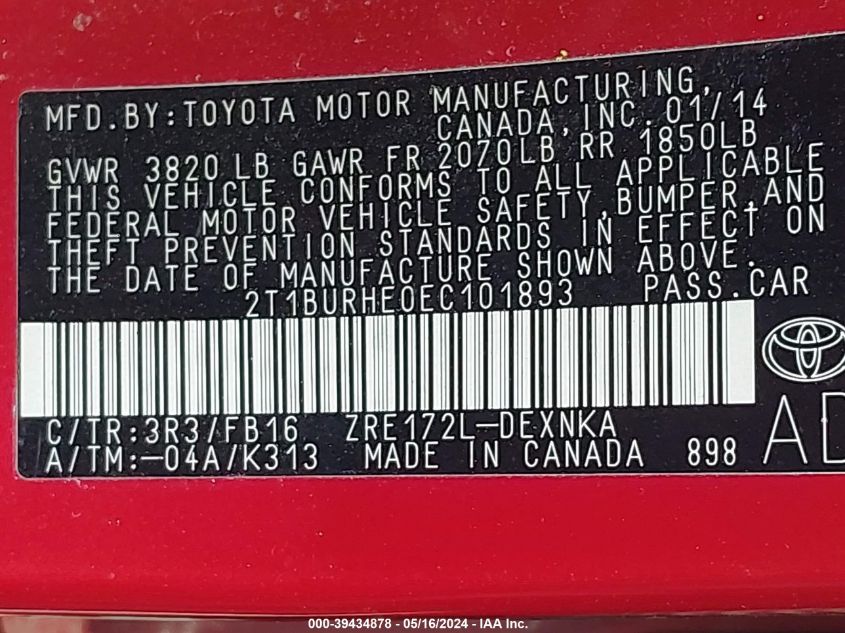 MFD.BY:TOYOTA MOTOR MANUFACTURING,
CANADA,INC.01/14
GVWR 3820 LB GAWR FR 2070LB RR 1850LB
THIS VEHICLE CONFORMS TO ALL APPLICABLE
FEDERAL MOTOR VEHICLE SAFETY,BUMPER,AND
THEFT PREVENTION STANDARDS IN EFFECT ON
THE DATE OF MANUFACTURE SHOWN ABOVE.
2T1BURHE0EC101893 PASS.CAR
C/TR:3R3/FB16 ZRE172L-DEXNKA
A/TM:-04A/K313 MADE IN CANADA 898 AD
000-39434878 - 05/16/2024 - IAA Inc.